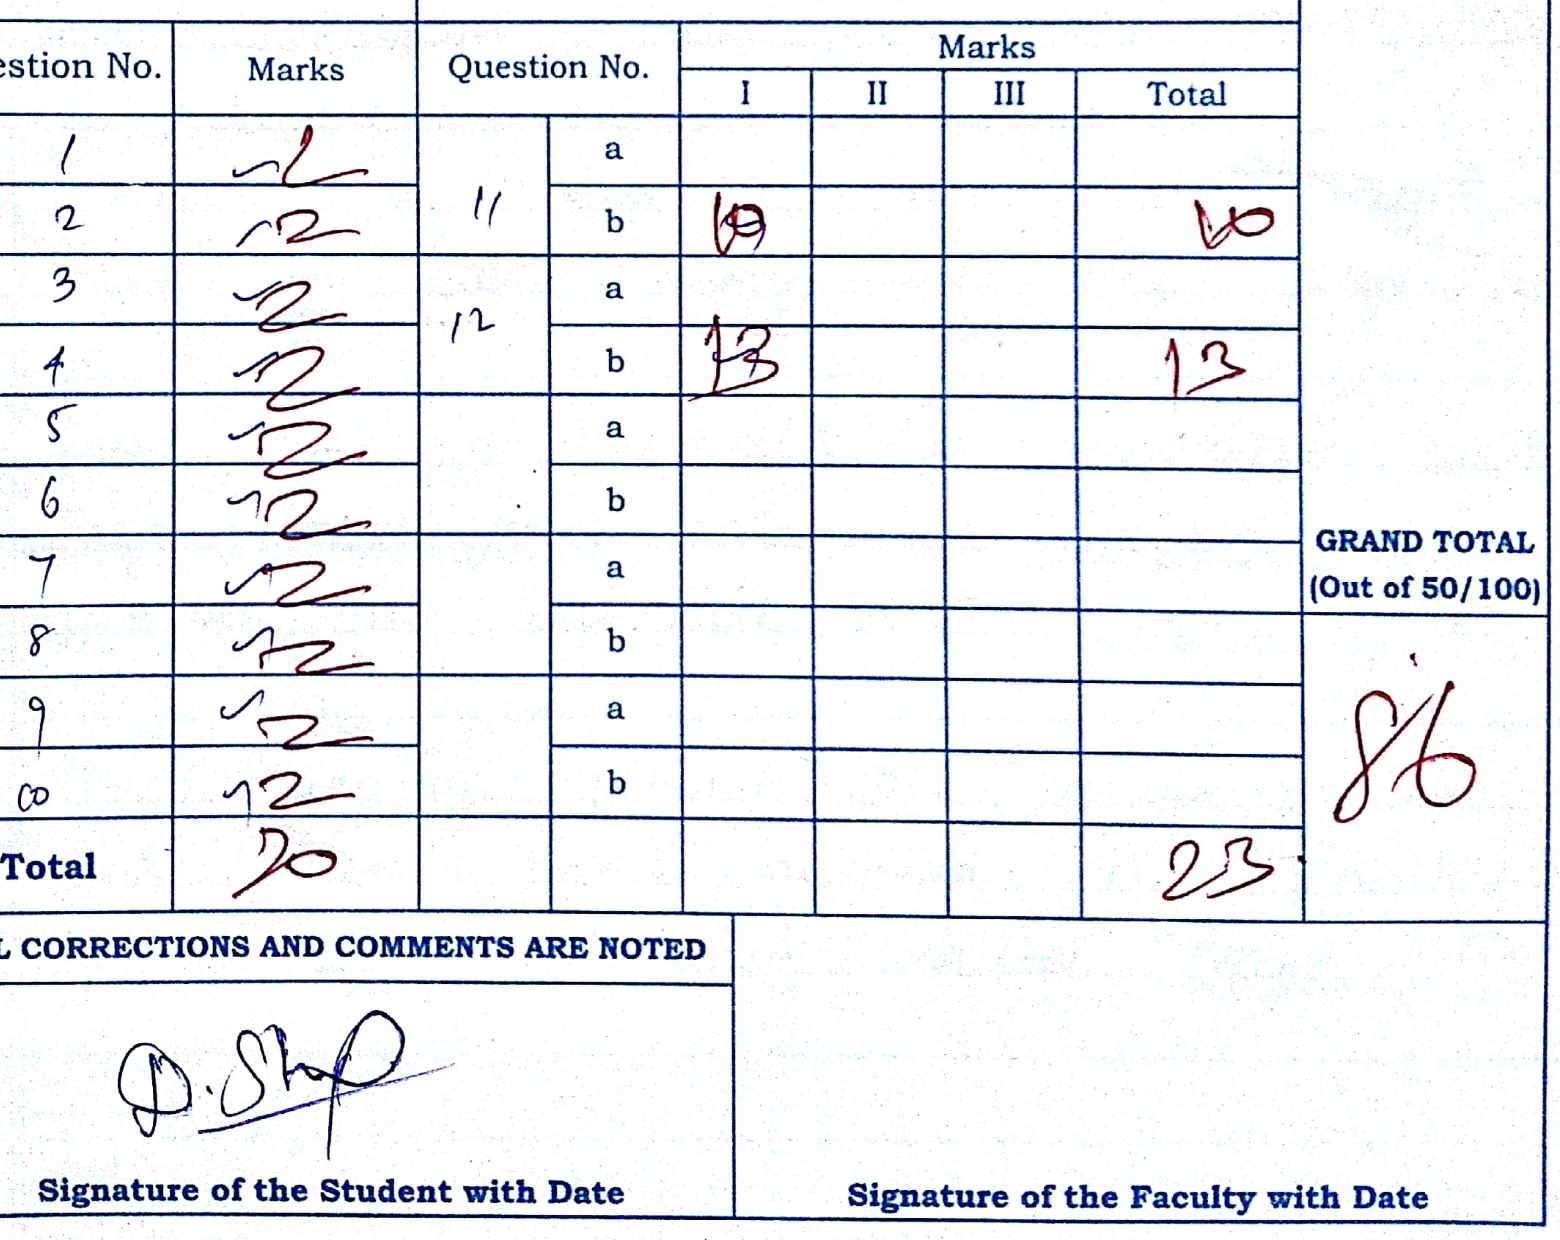 estion No. Marks Question No. Marks
I II III Total
1 2 11 a
2 2 b 10 10
3 2 12 a
4 2 b 13 13
5 2 a
6 2 b
7 2 a
8 2 b
9 2 a
10 2 b
GRAND TOTAL
(Out of 50/100)
86
Total 20 23
L CORRECTIONS AND COMMENTS ARE NOTED
Signature of the Student with Date Signature of the Faculty with Date